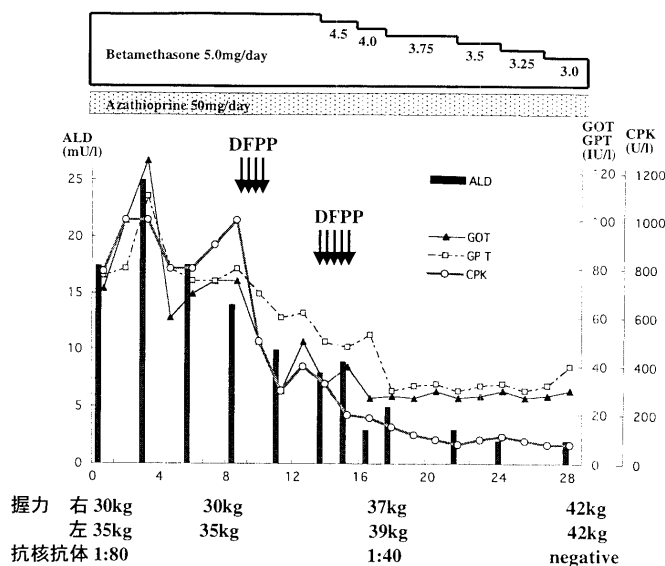 4.5
4.0
3.75
3.5
3.25
3.0
Betamethasone 5.0mg/day
Azathioprine 50mg/day
ALD
(mU/l)
GOT
GPT
(IU/l)
CPK
(U/l)
DFPP
DFPP
ALD
GOT
GPT
CPK
25
20
15
10
5
0
120
100
80
60
40
20
0
1200
1000
800
600
400
200
0
0 4 8 12 16 20 24 28
握力 右 30kg 30kg 37kg 42kg
左 35kg 35kg 39kg 42kg
抗核抗体 1:80 1:40 negative